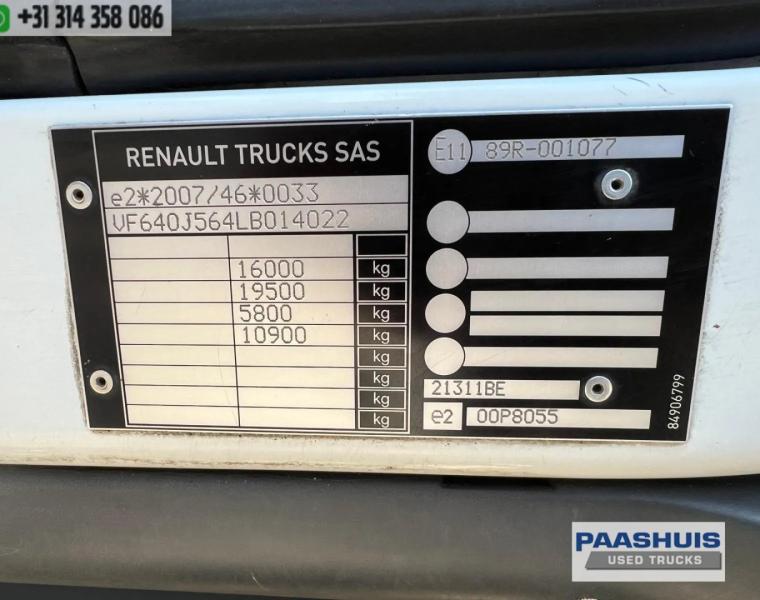 +31 314 358 086
RENAULT TRUCKS SAS
e2*2007/46*0033
VF640J564LB014022
16000 kg
19500 kg
5800 kg
10900 kg
kg
kg
kg
kg
E11 89R-001077
21311BE
e2 00P8055
84906799
PAASHUIS
USED TRUCKS